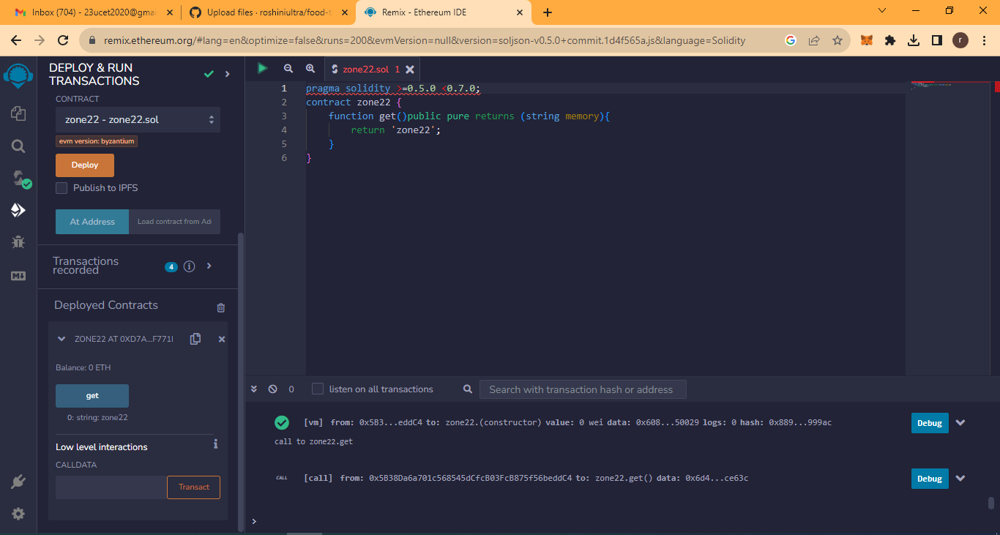 Inbox (704) - 23ucet2020@gmai
Upload files · roshiniultra/food-t
Remix - Ethereum IDE
remix.ethereum.org/#lang=en&optimize=false&runs=200&evmVersion=null&version=soljson-v0.5.0+commit.1d4f565a.js&language=Solidity
r
DEPLOY & RUN
TRANSACTIONS
CONTRACT
zone22 - zone22.sol
evm version: byzantium
Deploy
Publish to IPFS
At Address
Load contract from Ad
Transactions
recorded
4
Deployed Contracts
ZONE22 AT 0XD7A...F771
Balance: 0 ETH
get
0: string: zone22
Low level interactions
CALLDATA
Transact
zone22.sol 1
1 pragma solidity >=0.5.0 <0.7.0;
2 contract zone22 {
3 function get()public pure returns (string memory){
4 return 'zone22';
5 }
6 }
0
listen on all transactions
Search with transaction hash or address
[vm] from: 0x5B3...eddC4 to: zone22.(constructor) value: 0 wei data: 0x608...50029 logs: 0 hash: 0x889...999ac
Debug
call to zone22.get
CALL [call] from: 0x5B38Da6a701c568545dCfcB03FcB875f56beddC4 to: zone22.get() data: 0x6d4...ce63c
Debug
>